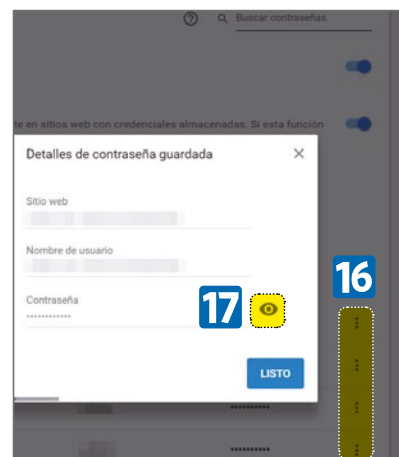 Buscar contraseñas
te en sitios web con credenciales almacenadas. Si esta función
Detalles de contraseña guardada
Sitio web
Nombre de usuario
16
Contraseña
17
••••••••••••
LISTO
••••••••••
••••••••••